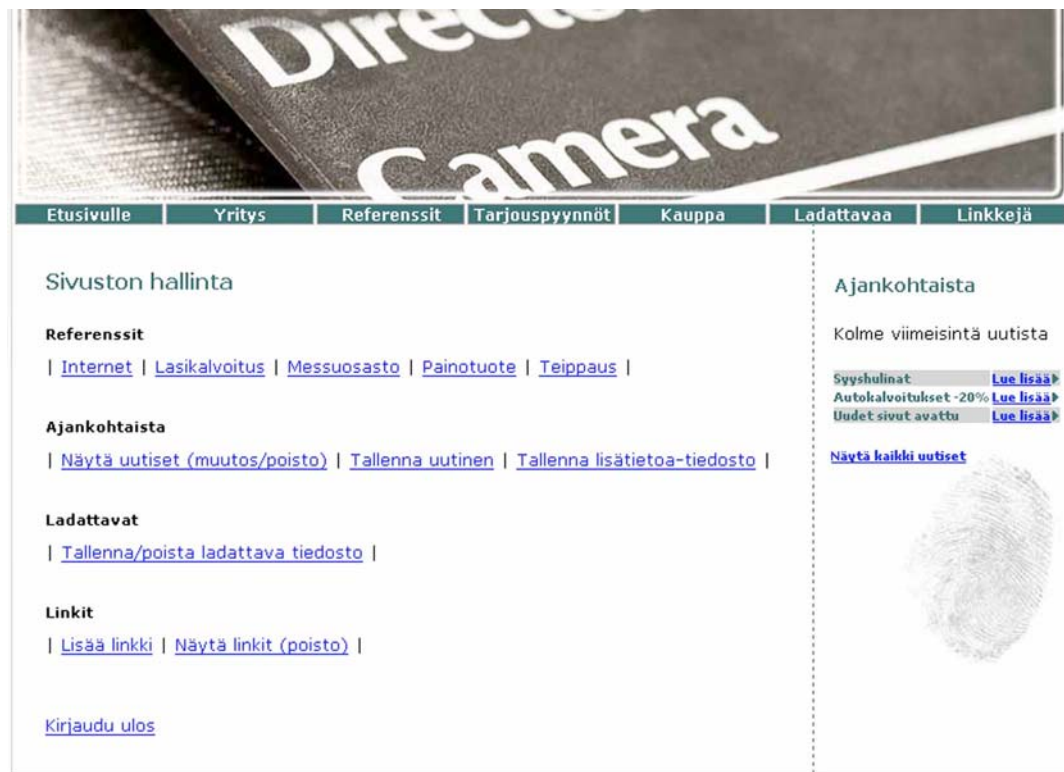 Director
Camera
Etusivulle Yritys Referenssit Tarjouspyynnöt Kauppa Ladattavaa Linkkejä
Sivuston hallinta
Referenssit
| Internet | Lasikalvoitus | Messuosasto | Painotuote | Teippaus |
Ajankohtaista
| Näytä uutiset (muutos/poisto) | Tallenna uutinen | Tallenna lisätietoa-tiedosto |
Ladattavat
| Tallenna/poista ladattava tiedosto |
Linkit
| Lisää linkki | Näytä linkit (poisto) |
Kirjaudu ulos
Ajankohtaista
Kolme viimeisintä uutista
Syyshulinat Lue lisää
Autokalvoitukset -20% Lue lisää
Uudet sivut avattu Lue lisää
Näytä kaikki uutiset